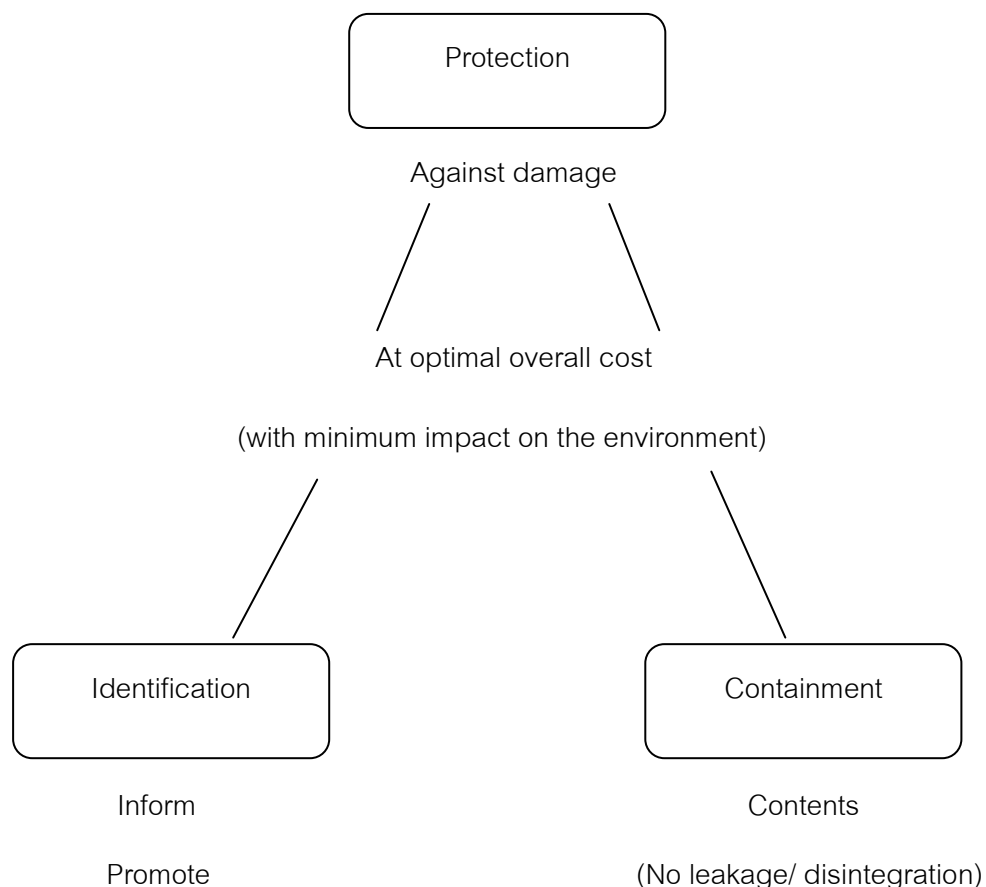 Protection
Against damage
At optimal overall cost
(with minimum impact on the environment)
Identification
Containment
Inform
Contents
Promote
(No leakage/ disintegration)